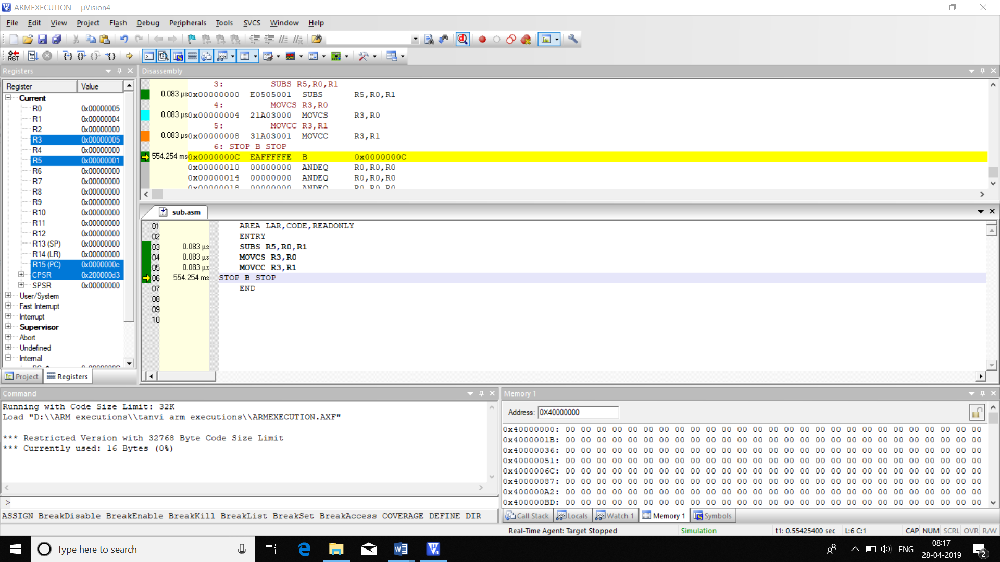 ARMEXECUTION - µVision4
File Edit View Project Flash Debug Peripherals Tools SVCS Window Help
Registers
Register Value
Current
R0 0x00000005
R1 0x00000004
R2 0x00000000
R3 0x00000005
R4 0x00000000
R5 0x00000001
R6 0x00000000
R7 0x00000000
R8 0x00000000
R9 0x00000000
R10 0x00000000
R11 0x00000000
R12 0x00000000
R13 (SP) 0x00000000
R14 (LR) 0x00000000
R15 (PC) 0x0000000c
CPSR 0x200000d3
SPSR 0x00000000
User/System
Fast Interrupt
Interrupt
Supervisor
Abort
Undefined
Internal
Project Registers
Disassembly
3: SUBS R5,R0,R1
0.083 µs 0x00000000 E0505001 SUBS R5,R0,R1
4: MOVCS R3,R0
0.083 µs 0x00000004 21A03000 MOVCS R3,R0
5: MOVCC R3,R1
0.083 µs 0x00000008 31A03001 MOVCC R3,R1
6: STOP B STOP
554.254 ms 0x0000000C EAFFFFFE B 0x0000000C
0x00000010 00000000 ANDEQ R0,R0,R0
0x00000014 00000000 ANDEQ R0,R0,R0
0x00000018 00000000 ANDEQ R0,R0,R0
sub.asm
01 AREA LAR,CODE,READONLY
02 ENTRY
03 0.083 µs SUBS R5,R0,R1
04 0.083 µs MOVCS R3,R0
05 0.083 µs MOVCC R3,R1
06 554.254 ms STOP B STOP
07 END
08
09
10
Command
Running with Code Size Limit: 32K
Load "D:\\ARM executions\\tanvi arm executions\\ARMEXECUTION.AXF"
*** Restricted Version with 32768 Byte Code Size Limit
*** Currently used: 16 Bytes (0%)
>
ASSIGN BreakDisable BreakEnable BreakKill BreakList BreakSet BreakAccess COVERAGE DEFINE DIR
Memory 1
Address: 0X40000000
0x40000000: 00 00 00 00 00 00 00 00 00 00 00 00 00 00 00 00 00 00 00 00 00 00 00 00 00 00 00
0x4000001B: 00 00 00 00 00 00 00 00 00 00 00 00 00 00 00 00 00 00 00 00 00 00 00 00 00 00 00
0x40000036: 00 00 00 00 00 00 00 00 00 00 00 00 00 00 00 00 00 00 00 00 00 00 00 00 00 00 00
0x40000051: 00 00 00 00 00 00 00 00 00 00 00 00 00 00 00 00 00 00 00 00 00 00 00 00 00 00 00
0x4000006C: 00 00 00 00 00 00 00 00 00 00 00 00 00 00 00 00 00 00 00 00 00 00 00 00 00 00 00
0x40000087: 00 00 00 00 00 00 00 00 00 00 00 00 00 00 00 00 00 00 00 00 00 00 00 00 00 00 00
0x400000A2: 00 00 00 00 00 00 00 00 00 00 00 00 00 00 00 00 00 00 00 00 00 00 00 00 00 00 00
0x400000BD: 00 00 00 00 00 00 00 00 00 00 00 00 00 00 00 00 00 00 00 00 00 00 00 00 00 00 00
Call Stack Locals Watch 1 Memory 1 Symbols
Real-Time Agent: Target Stopped Simulation t1: 0.55425400 sec L:6 C:1 CAP NUM SCRL OVR R/W
Type here to search
ENG
08:17
28-04-2019
2